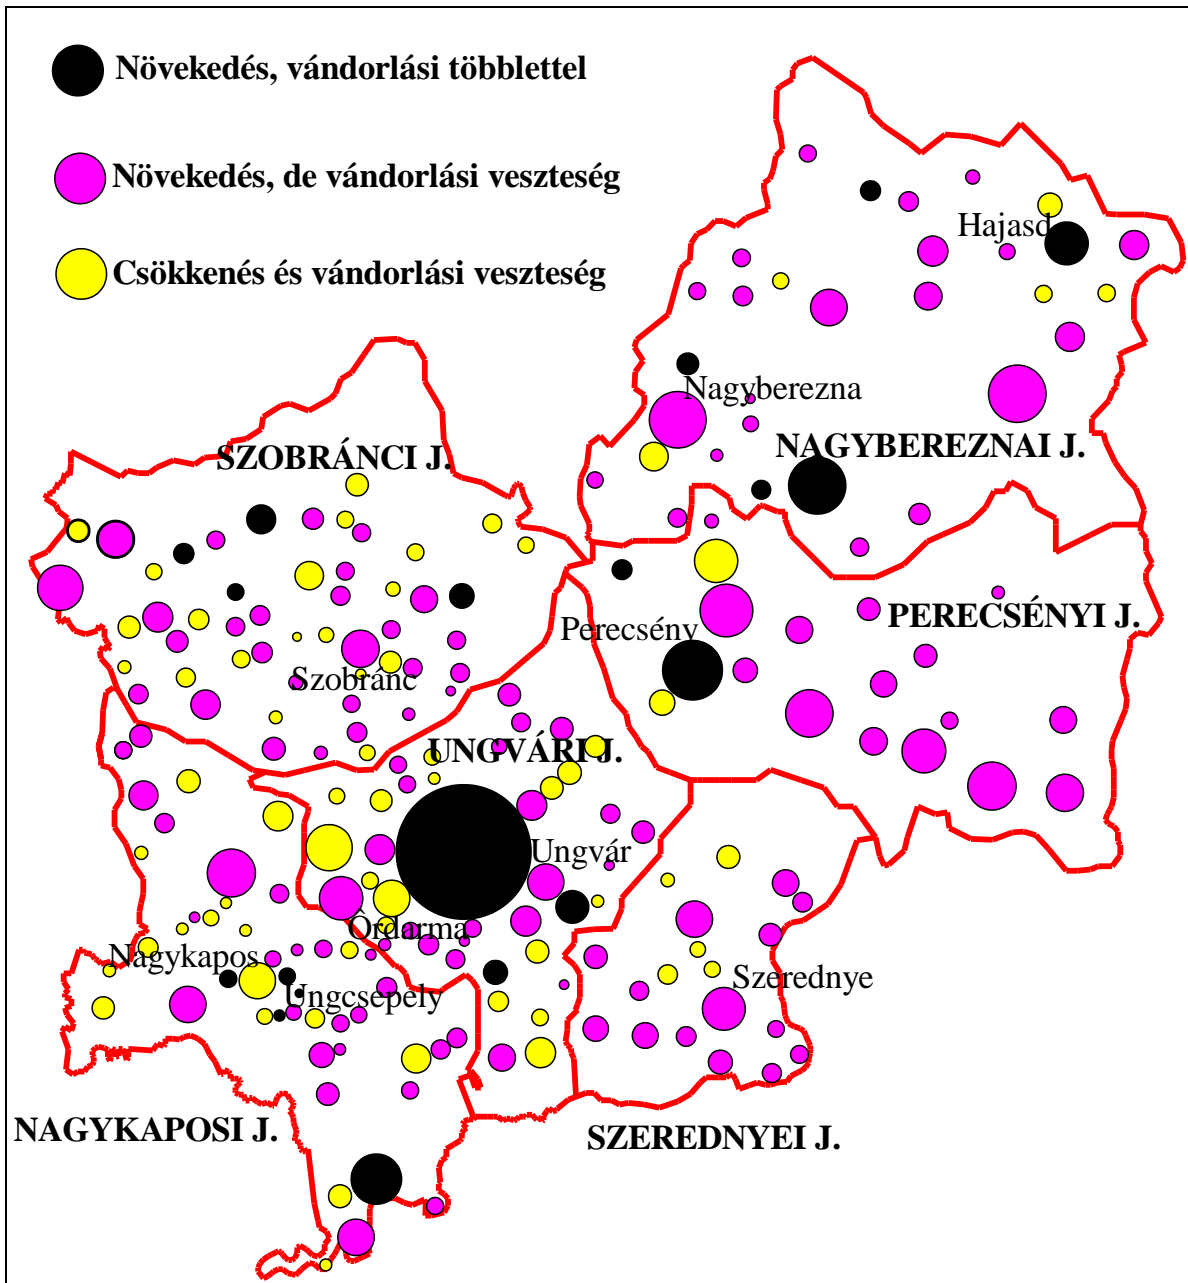 Növekedés, vándorlási többlettel
Növekedés, de vándorlási veszteség
Csökkenés és vándorlási veszteség
Hajasd
Nagyberezna
NAGYBEREZNAI J.
SZOBRÁNCI J.
PERECSÉNYI J.
Perecsény
Szobránc
UNGVÁRI J.
Ungvár
Ôrdarma
Nagykapos
Szerednye
Ungcsepely
NAGYKAPOSI J.
SZEREDNYEI J.